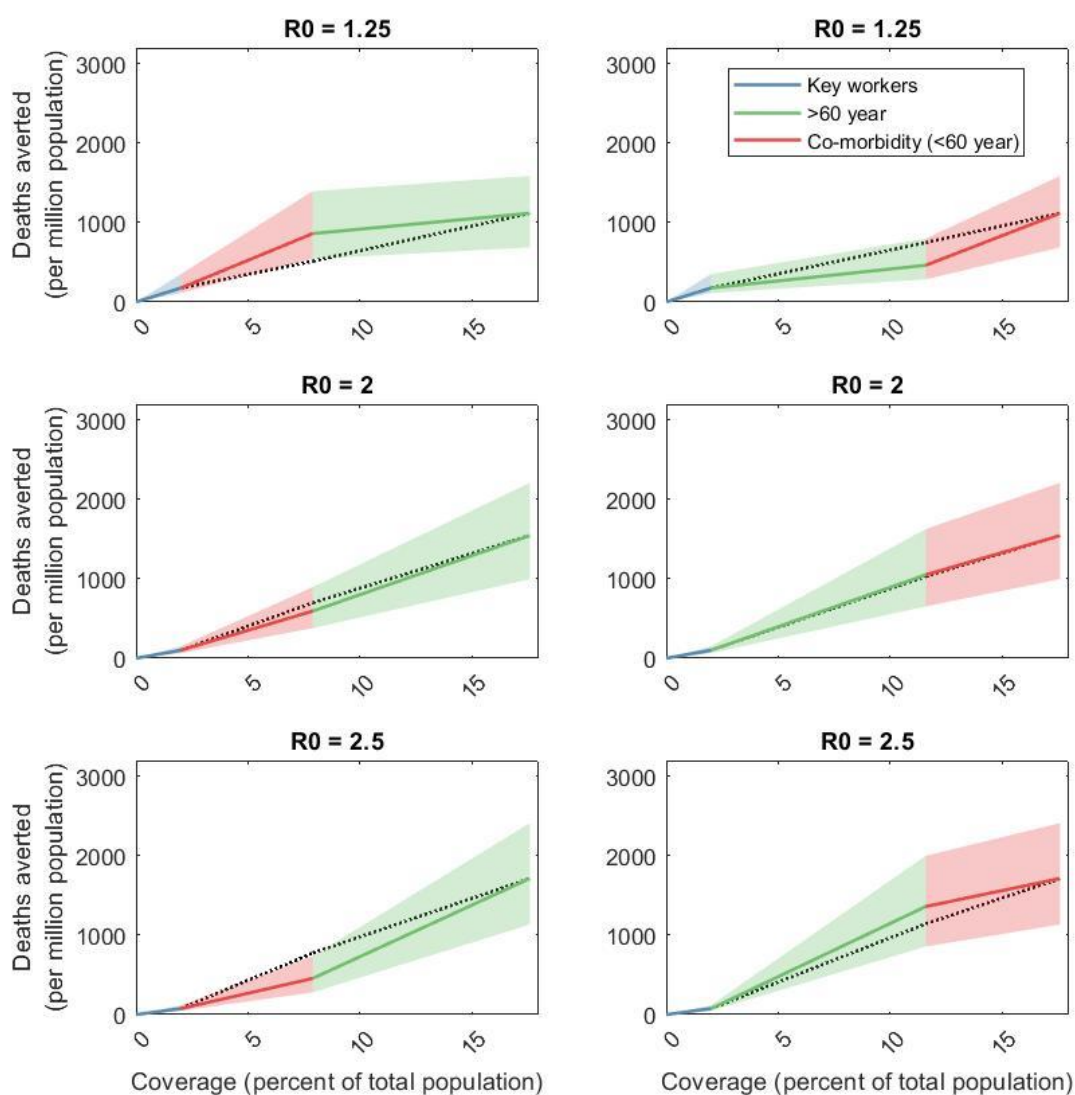 R0 = 1.25
R0 = 1.25
3000
2000
1000
0
Deaths averted
(per million population)
0
5
10
15
3000
2000
1000
0
Key workers
>60 year
Co-morbidity (<60 year)
0
5
10
15
R0 = 2
R0 = 2
3000
2000
1000
0
Deaths averted
(per million population)
0
5
10
15
3000
2000
1000
0
0
5
10
15
R0 = 2.5
R0 = 2.5
3000
2000
1000
0
Deaths averted
(per million population)
0
5
10
15
Coverage (percent of total population)
3000
2000
1000
0
0
5
10
15
Coverage (percent of total population)